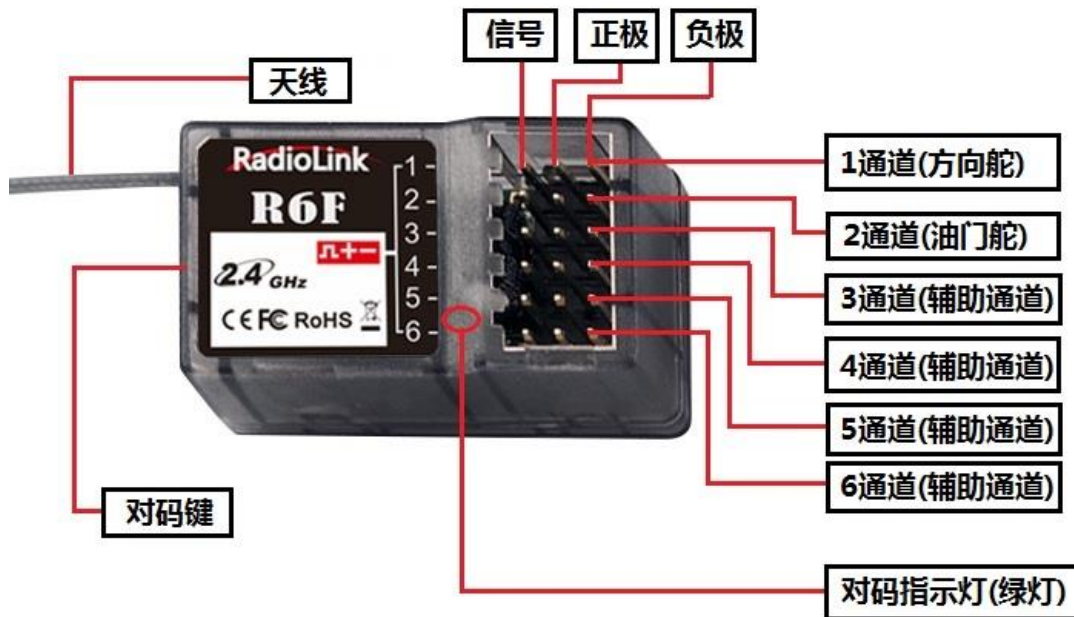 信号
正极
负极
天线
RadioLink
R6F
2.4 GHz
CE FC RoHS
1
2
3
4
5
6
1通道(方向舵)
2通道(油门舵)
3通道(辅助通道)
4通道(辅助通道)
5通道(辅助通道)
6通道(辅助通道)
对码键
对码指示灯(绿灯)